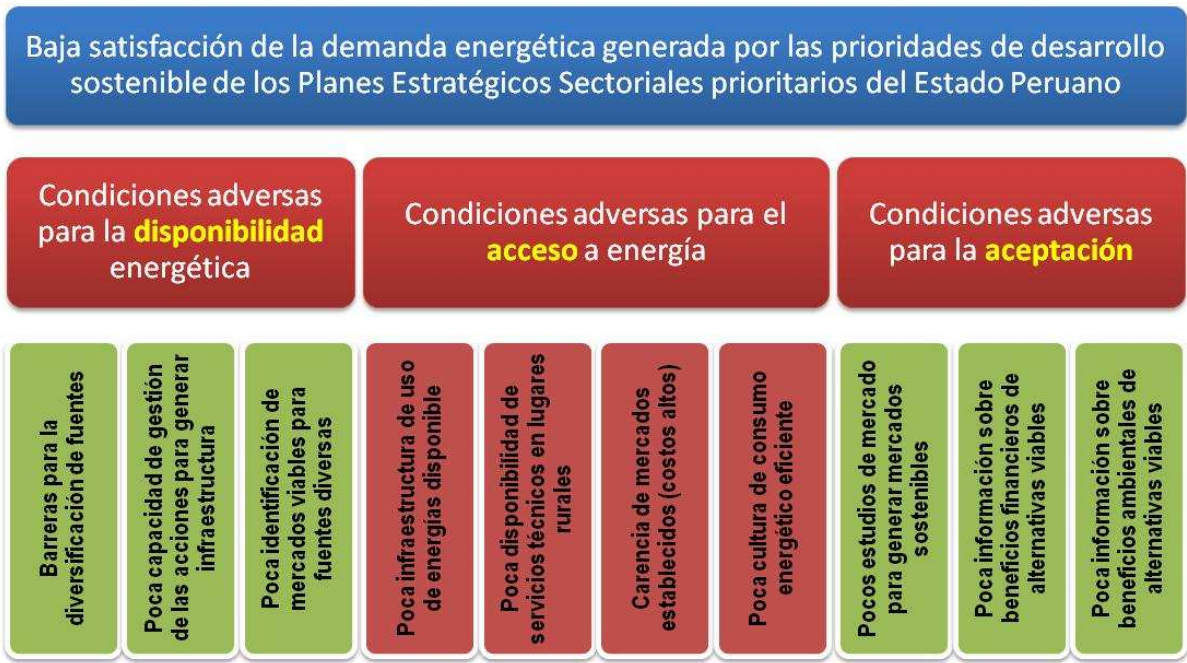 Baja satisfacción de la demanda energética generada por las prioridades de desarrollo
sostenible de los Planes Estratégicos Sectoriales prioritarios del Estado Peruano
Condiciones adversas
para la disponibilidad
energética
Condiciones adversas para el
acceso a energía
Condiciones adversas
para la aceptación
Barreras para la
diversificación de fuentes
Poca capacidad de gestión
de las acciones para generar
infraestructura
Poca identificación de
mercados viables para
fuentes diversas
Poca infraestructura de uso
de energías disponible
Poca disponibilidad de
servicios técnicos en lugares
rurales
Carencia de mercados
establecidos (costos altos)
Poca cultura de consumo
energético eficiente
Pocos estudios de mercado
para generar mercados
sostenibles
Poca información sobre
beneficios financieros de
alternativas viables
Poca información sobre
beneficios ambientales de
alternativas viables